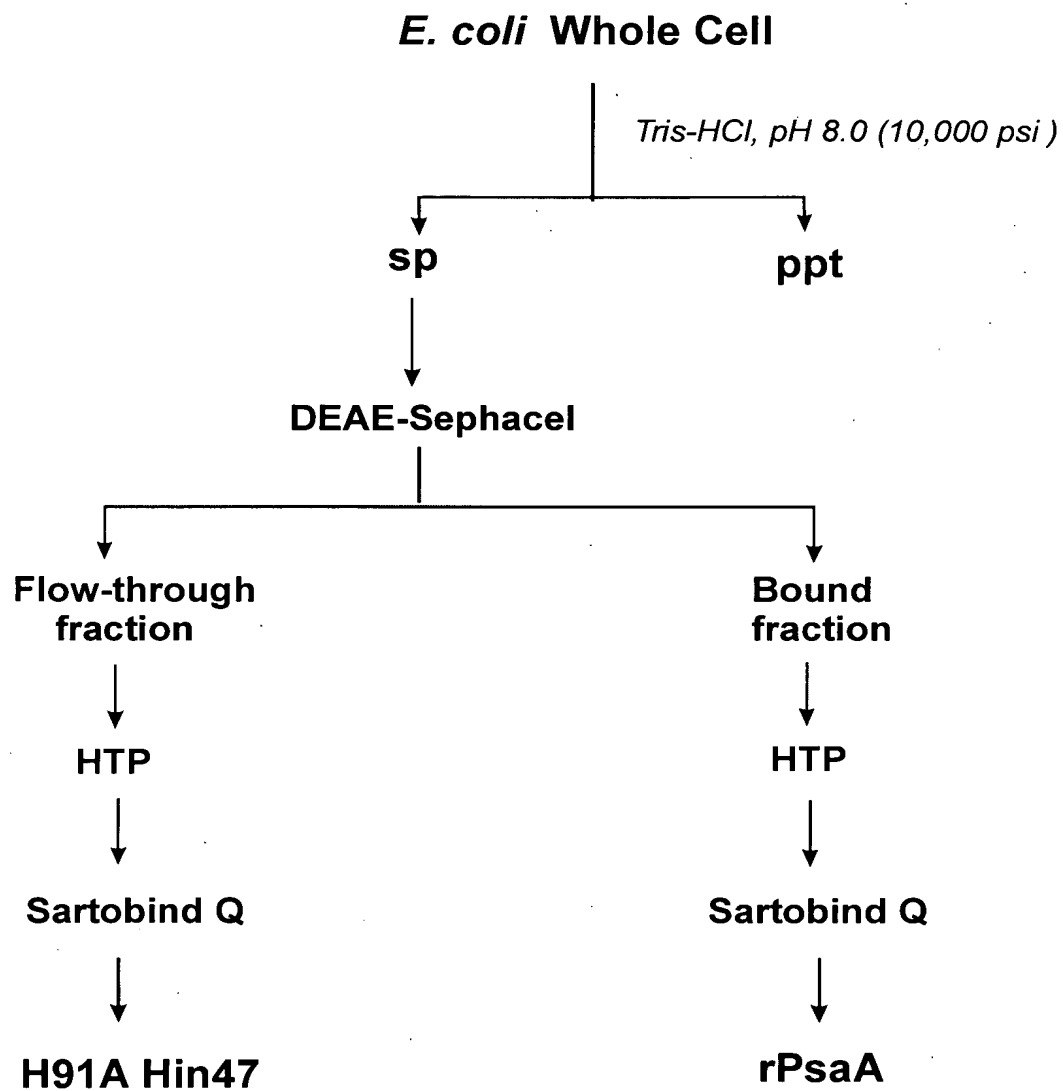 E. coli Whole Cell
Tris-HCl, pH 8.0 (10,000 psi )
sp
ppt
DEAE-Sephacel
Flow-through
fraction
Bound
fraction
HTP
HTP
Sartobind Q
Sartobind Q
H91A Hin47
rPsaA